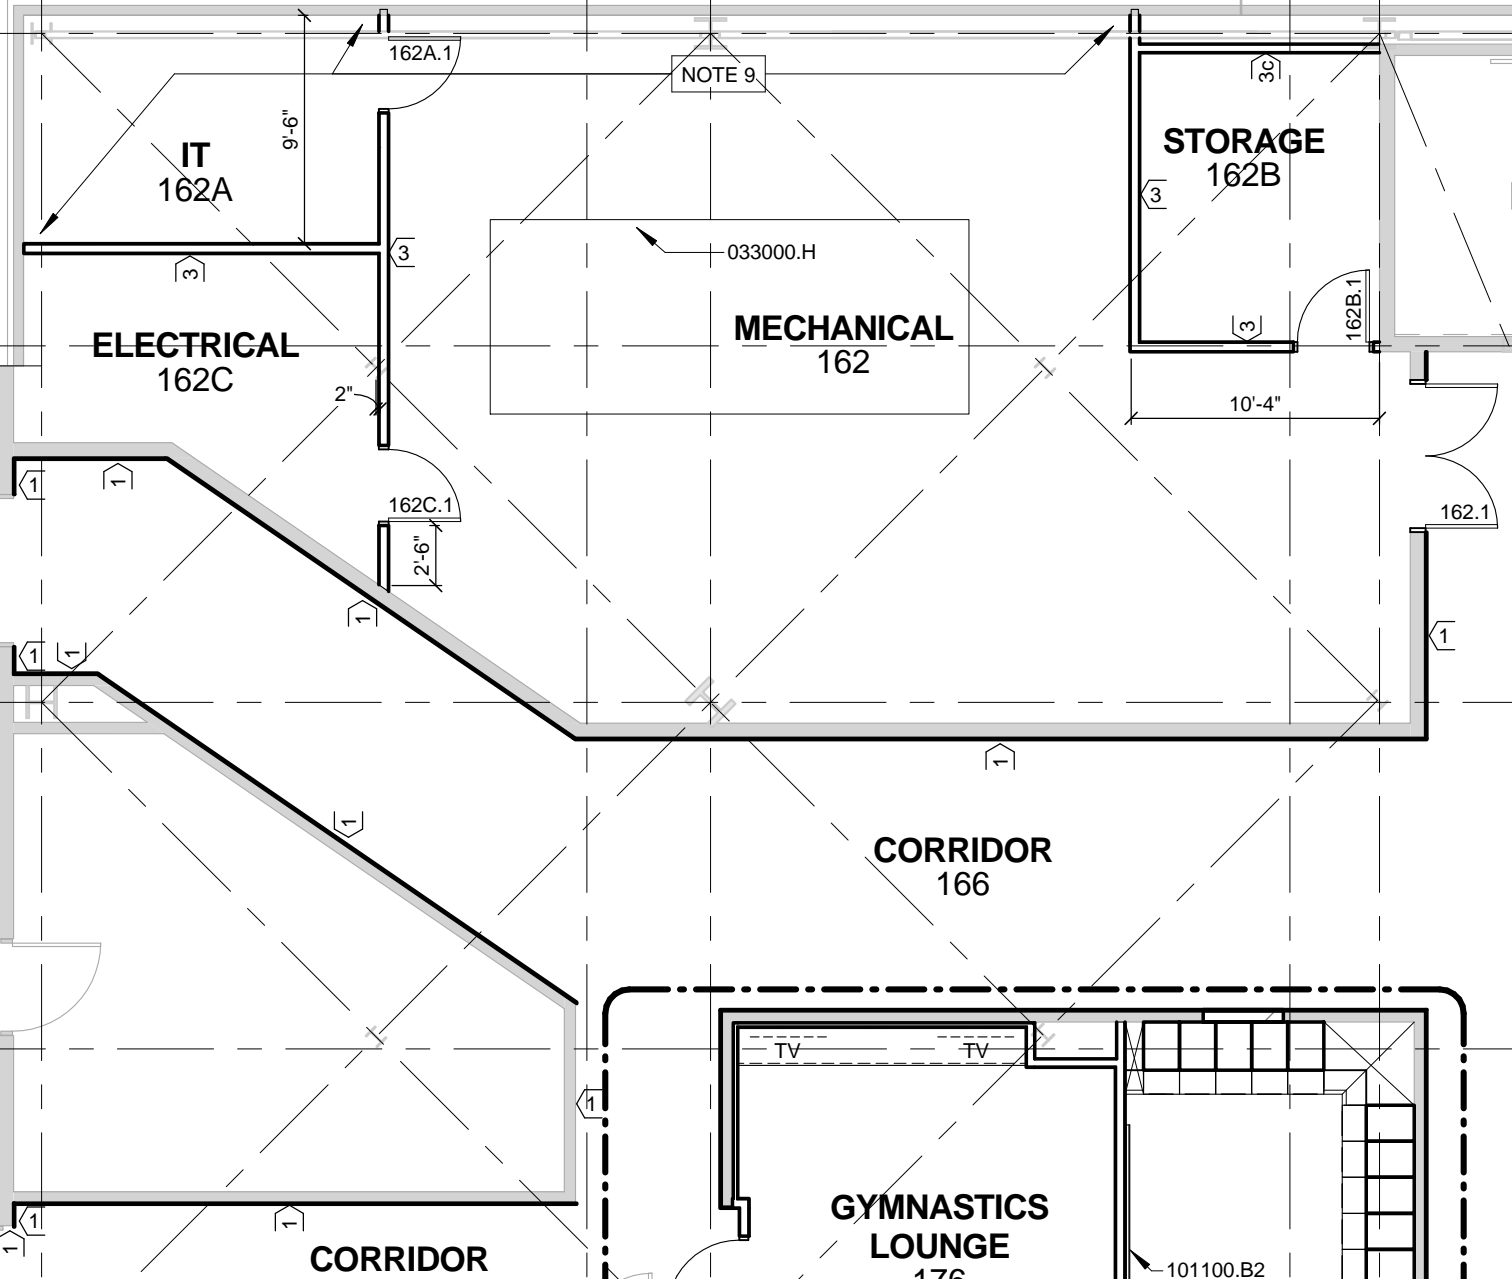 162A.1
NOTE 9
3c
9'-6"
IT
162A
STORAGE
162B
3
3
033000.H
3
ELECTRICAL
162C
MECHANICAL
162
162B.1
3
2"
10'-4"
1
1
162C.1
162.1
2'-6"
1
1
1
1
1
1
CORRIDOR
166
TV
TV
1
GYMNASTICS
LOUNGE
176
1
1
1
CORRIDOR
101100.B2